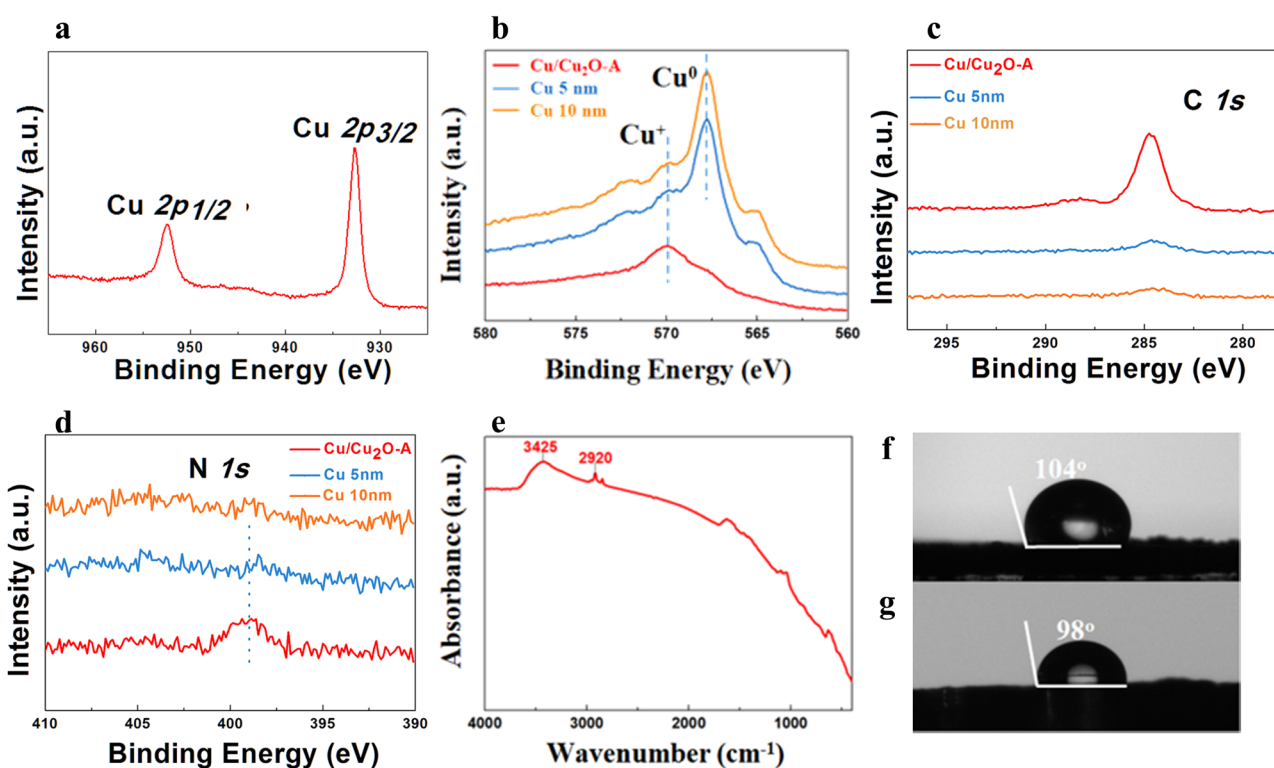 a
Cu 2p3/2
Cu 2p1/2
Intensity (a.u.)
960 950 940 930
Binding Energy (eV)
b
Cu/Cu₂O-A
Cu 5 nm
Cu 10 nm
Cu⁰
Cu⁺
Intensity (a.u.)
580 575 570 565 560
Binding Energy (eV)
c
Cu/Cu₂O-A
Cu 5nm
Cu 10nm
C 1s
Intensity (a.u.)
295 290 285 280
Binding Energy (eV)
d
Cu/Cu₂O-A
Cu 5nm
Cu 10nm
N 1s
Intensity (a.u.)
410 405 400 395 390
Binding Energy (eV)
e
3425
2920
Absorbance (a.u.)
4000 3000 2000 1000
Wavenumber (cm⁻¹)
f
104°
g
98°